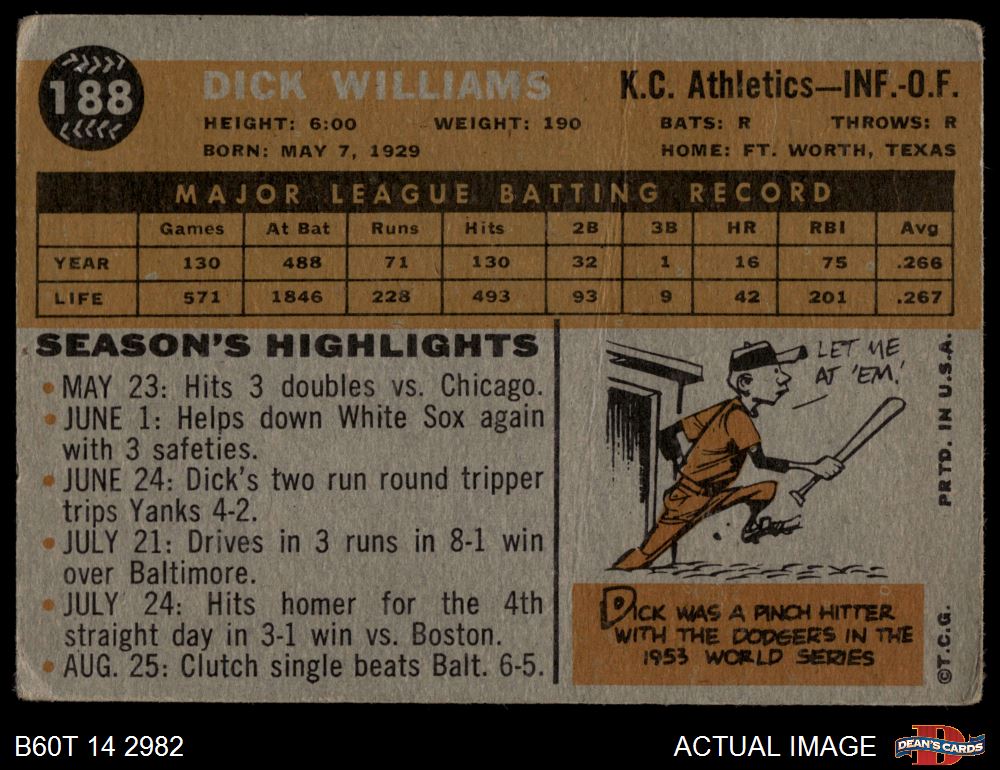 188
DICK WILLIAMS
K.C. Athletics—INF.-O.F.
HEIGHT: 6:00 WEIGHT: 190 BATS: R THROWS: R
BORN: MAY 7, 1929 HOME: FT. WORTH, TEXAS
MAJOR LEAGUE BATTING RECORD
Games At Bat Runs Hits 2B 3B HR RBI Avg
YEAR 130 488 71 130 32 1 16 75 .266
LIFE 571 1846 228 493 93 9 42 201 .267
SEASON'S HIGHLIGHTS
• MAY 23: Hits 3 doubles vs. Chicago.
• JUNE 1: Helps down White Sox again
with 3 safeties.
• JUNE 24: Dick's two run round tripper
trips Yanks 4-2.
• JULY 21: Drives in 3 runs in 8-1 win
over Baltimore.
• JULY 24: Hits homer for the 4th
straight day in 3-1 win vs. Boston.
• AUG. 25: Clutch single beats Balt. 6-5.
LET ME
AT 'EM.'
DICK WAS A PINCH HITTER
WITH THE DODGERS IN THE
1953 WORLD SERIES
©T.C.G. PRTD. IN U.S.A.
B60T 14 2982
ACTUAL IMAGE
D
DEAN'S CARDS